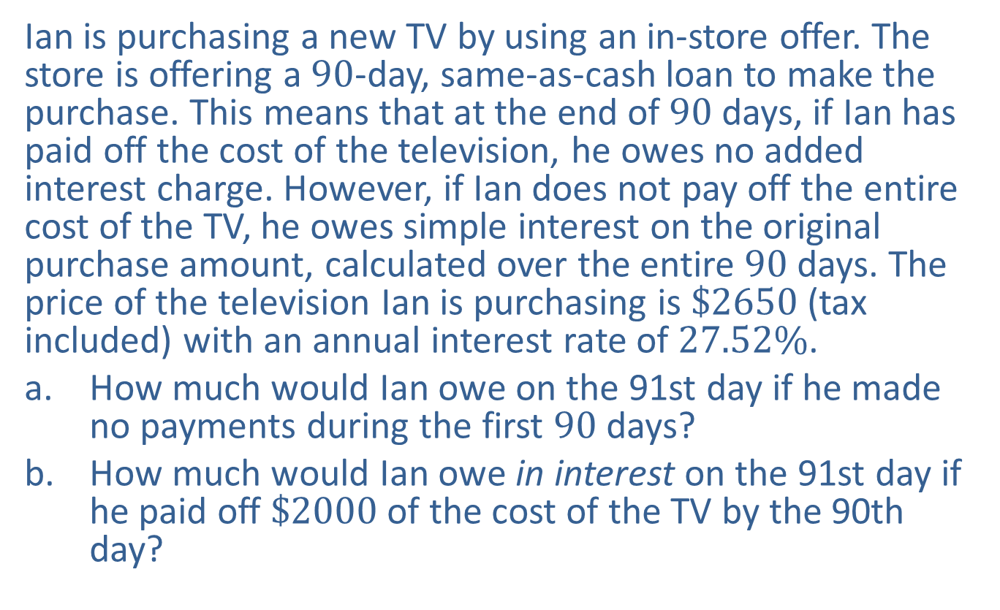 Ian is purchasing a new TV by using an in-store offer. The
store is offering a 90-day, same-as-cash loan to make the
purchase. This means that at the end of 90 days, if Ian has
paid off the cost of the television, he owes no added
interest charge. However, if Ian does not pay off the entire
cost of the TV, he owes simple interest on the original
purchase amount, calculated over the entire 90 days. The
price of the television Ian is purchasing is $2650 (tax
included) with an annual interest rate of 27.52%.
a. How much would Ian owe on the 91st day if he made
no payments during the first 90 days?
b. How much would Ian owe in interest on the 91st day if
he paid off $2000 of the cost of the TV by the 90th
day?